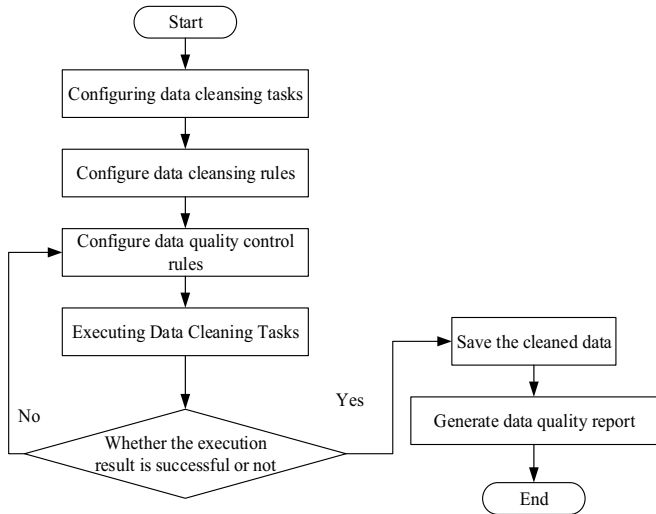 Start
Configuring data cleansing tasks
Configure data cleansing rules
Configure data quality control
rules
Executing Data Cleaning Tasks
No
Whether the execution
result is successful or not
Yes
Save the cleaned data
Generate data quality report
End